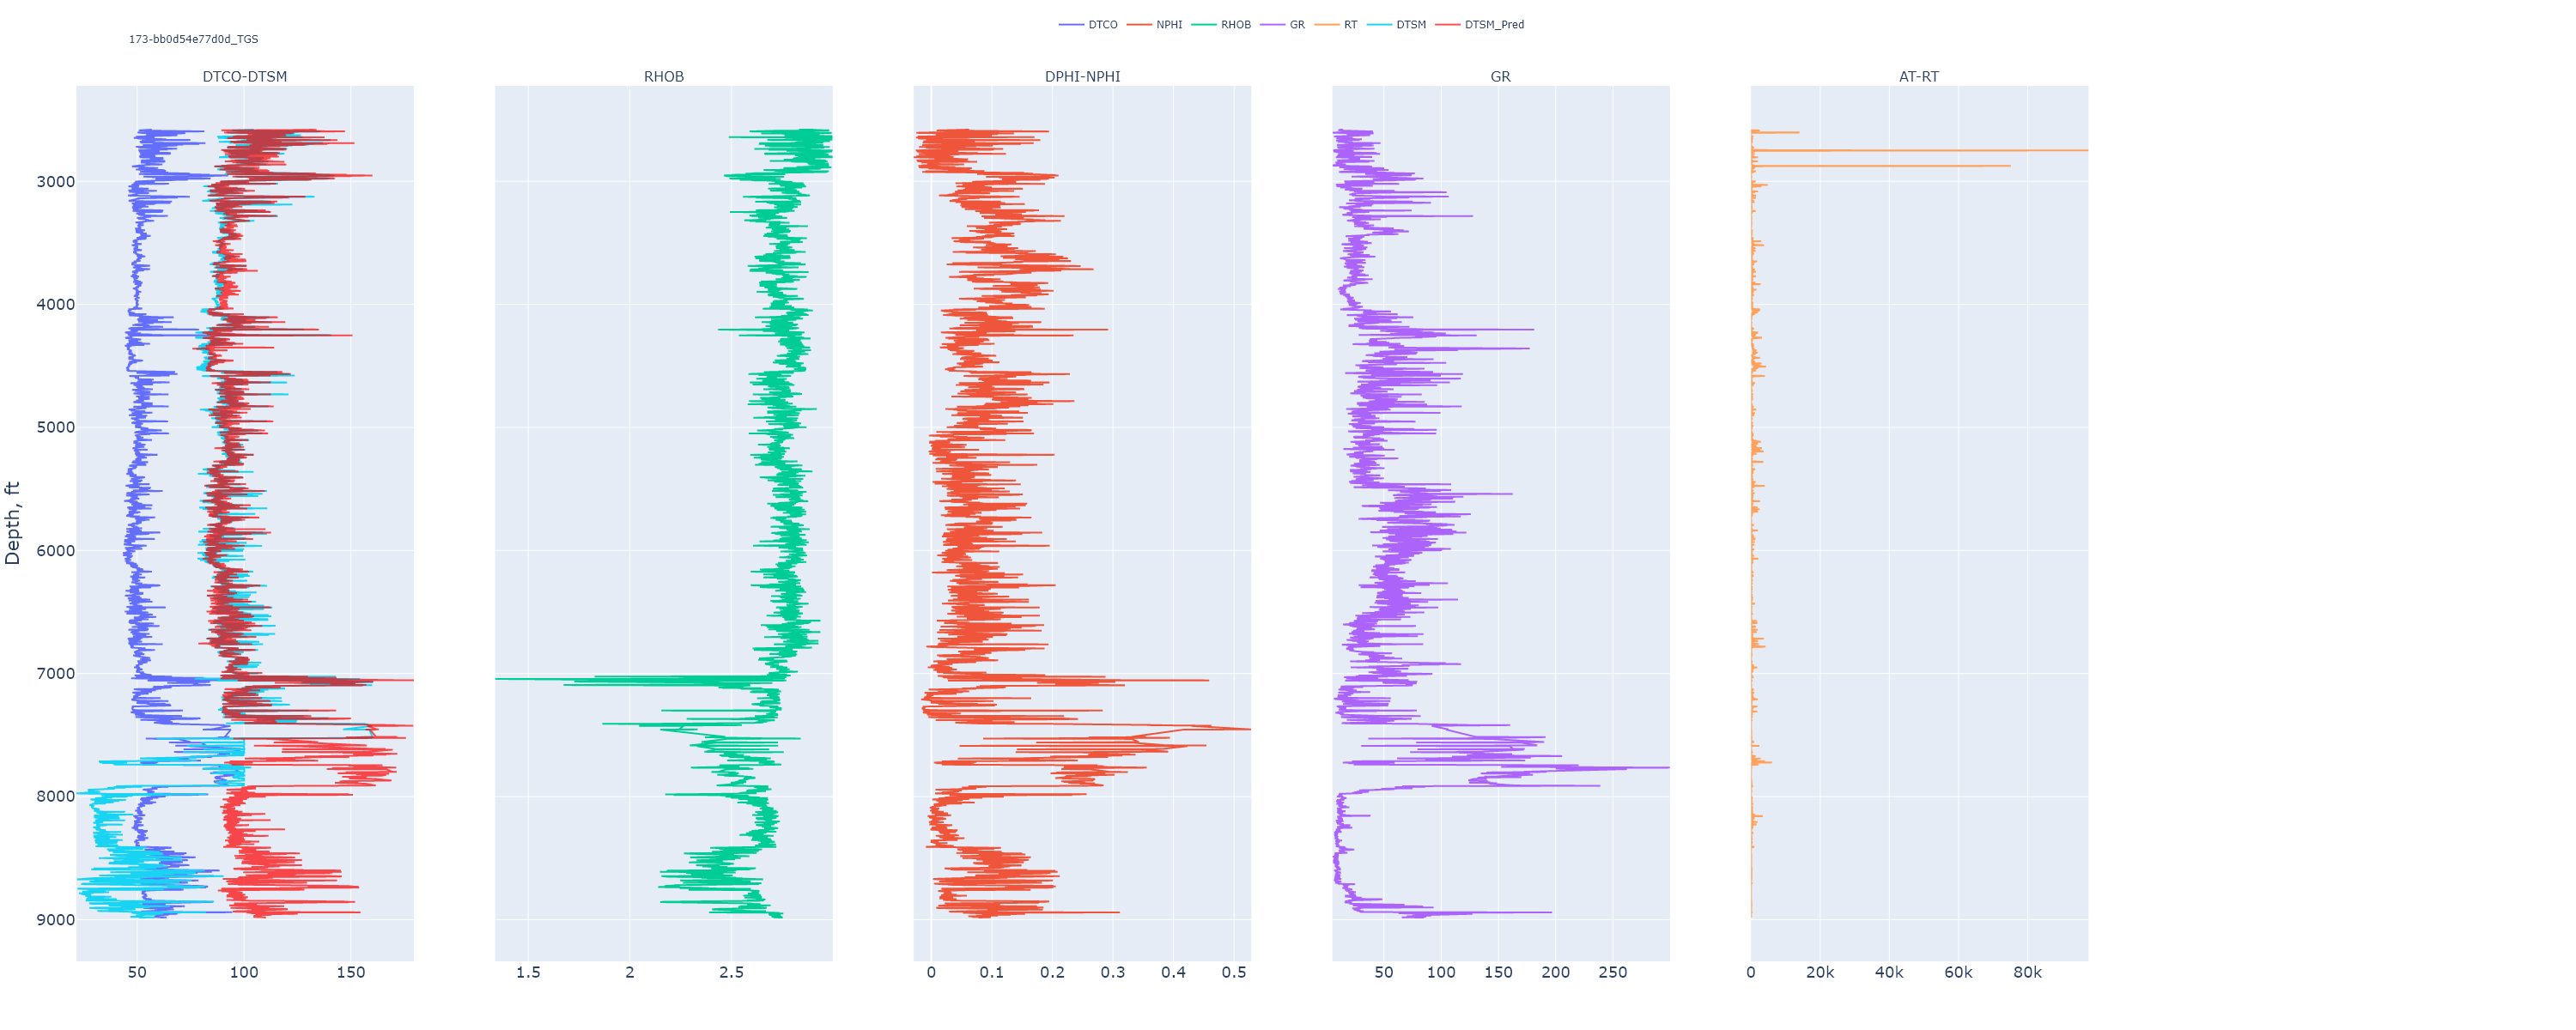 DTCO NPHI RHOB GR RT DTSM DTSM_Pred
173-bb0d54e77d0d_TGS
DTCO-DTSM RHOB DPHI-NPHI GR AT-RT
3000
4000
5000
6000
7000
8000
9000
Depth, ft
50 100 150 1.5 2 2.5 0 0.1 0.2 0.3 0.4 0.5 50 100 150 200 250 0 20k 40k 60k 80k